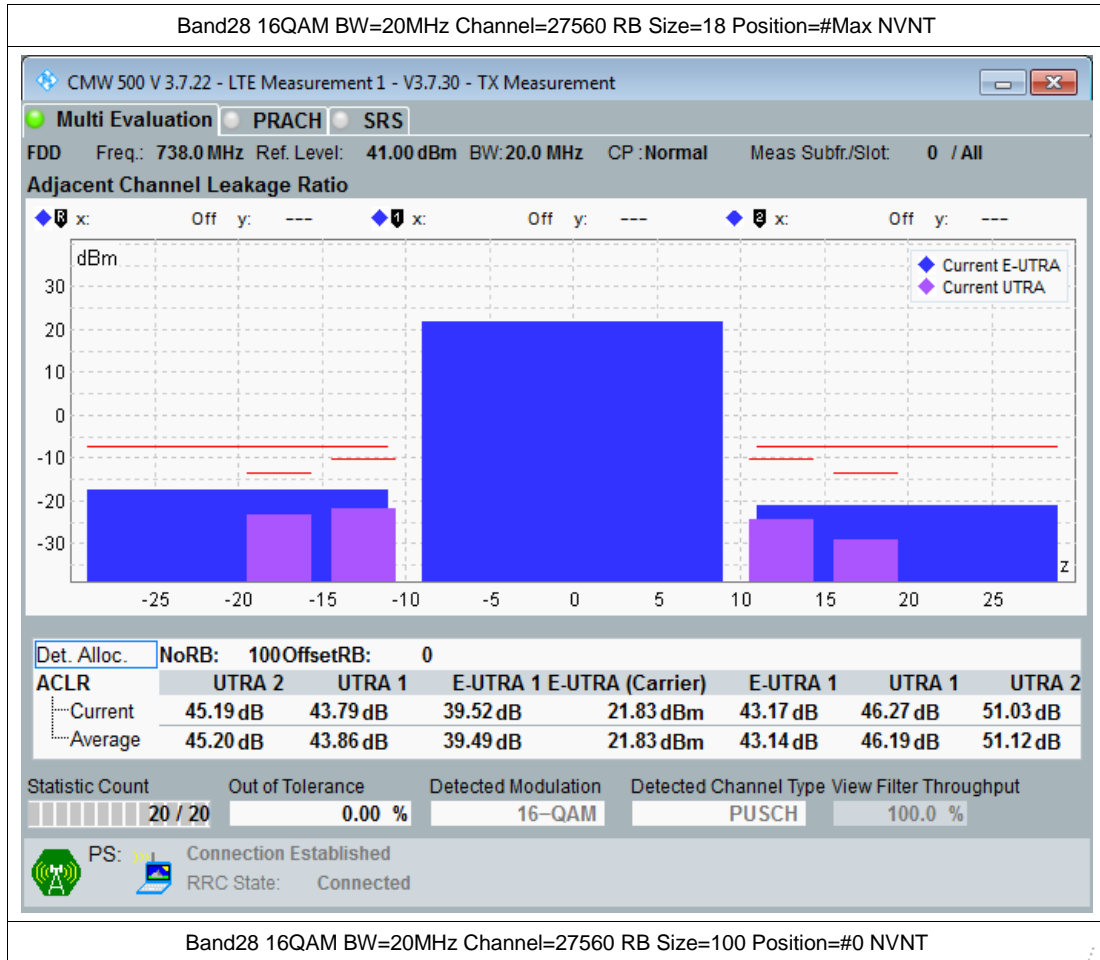 Band28 16QAM BW=20MHz Channel=27560 RB Size=18 Position=#Max NVNT
CMW 500 V 3.7.22 - LTE Measurement 1 - V3.7.30 - TX Measurement
Multi Evaluation PRACH SRS
FDD Freq.: 738.0 MHz Ref. Level: 41.00 dBm BW: 20.0 MHz CP : Normal Meas Subfr./Slot: 0 / All
Adjacent Channel Leakage Ratio
R x: Off y: --- 1 x: Off y: --- 2 x: Off y: ---
dBm
Current E-UTRA
Current UTRA
30
20
10
0
-10
-20
-30
z
-25 -20 -15 -10 -5 0 5 10 15 20 25
Det. Alloc. NoRB: 100 OffsetRB: 0
ACLR UTRA 2 UTRA 1 E-UTRA 1 E-UTRA (Carrier) E-UTRA 1 UTRA 1 UTRA 2
Current 45.19 dB 43.79 dB 39.52 dB 21.83 dBm 43.17 dB 46.27 dB 51.03 dB
Average 45.20 dB 43.86 dB 39.49 dB 21.83 dBm 43.14 dB 46.19 dB 51.12 dB
Statistic Count Out of Tolerance Detected Modulation Detected Channel Type View Filter Throughput
20 / 20 0.00 % 16-QAM PUSCH 100.0 %
PS: Connection Established
RRC State: Connected
Band28 16QAM BW=20MHz Channel=27560 RB Size=100 Position=#0 NVNT